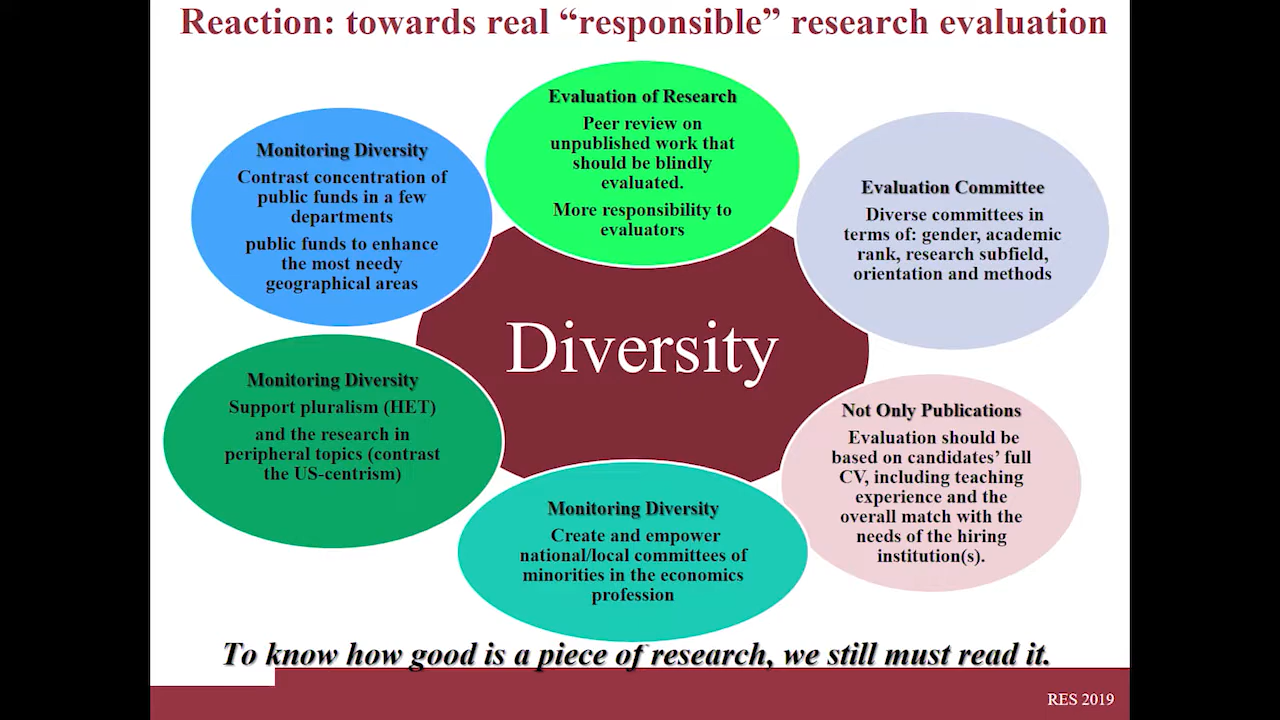 Reaction: towards real “responsible” research evaluation
Evaluation of Research
Peer review on
unpublished work that
should be blindly
evaluated.
More responsibility to
evaluators
Evaluation Committee
Diverse committees in
terms of: gender, academic
rank, research subfield,
orientation and methods
Not Only Publications
Evaluation should be
based on candidates’ full
CV, including teaching
experience and the
overall match with the
needs of the hiring
institution(s).
Monitoring Diversity
Create and empower
national/local committees of
minorities in the economics
profession
Monitoring Diversity
Support pluralism (HET)
and the research in
peripheral topics (contrast
the US-centrism)
Monitoring Diversity
Contrast concentration of
public funds in a few
departments
public funds to enhance
the most needy
geographical areas
Diversity
To know how good is a piece of research, we still must read it.
RES 2019